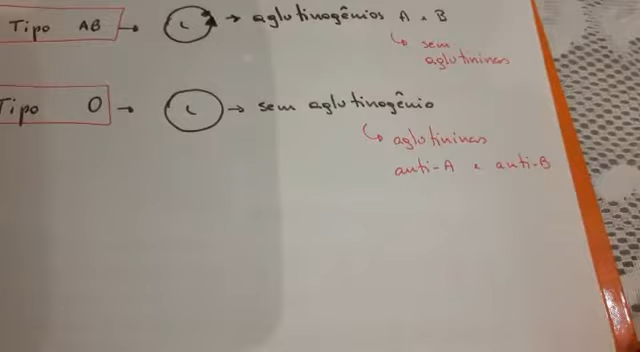 Tipo AB → aglutinogênios A e B
↳ sem
aglutininas
Tipo O → sem aglutinogênio
↳ aglutininas
anti-A e anti-B